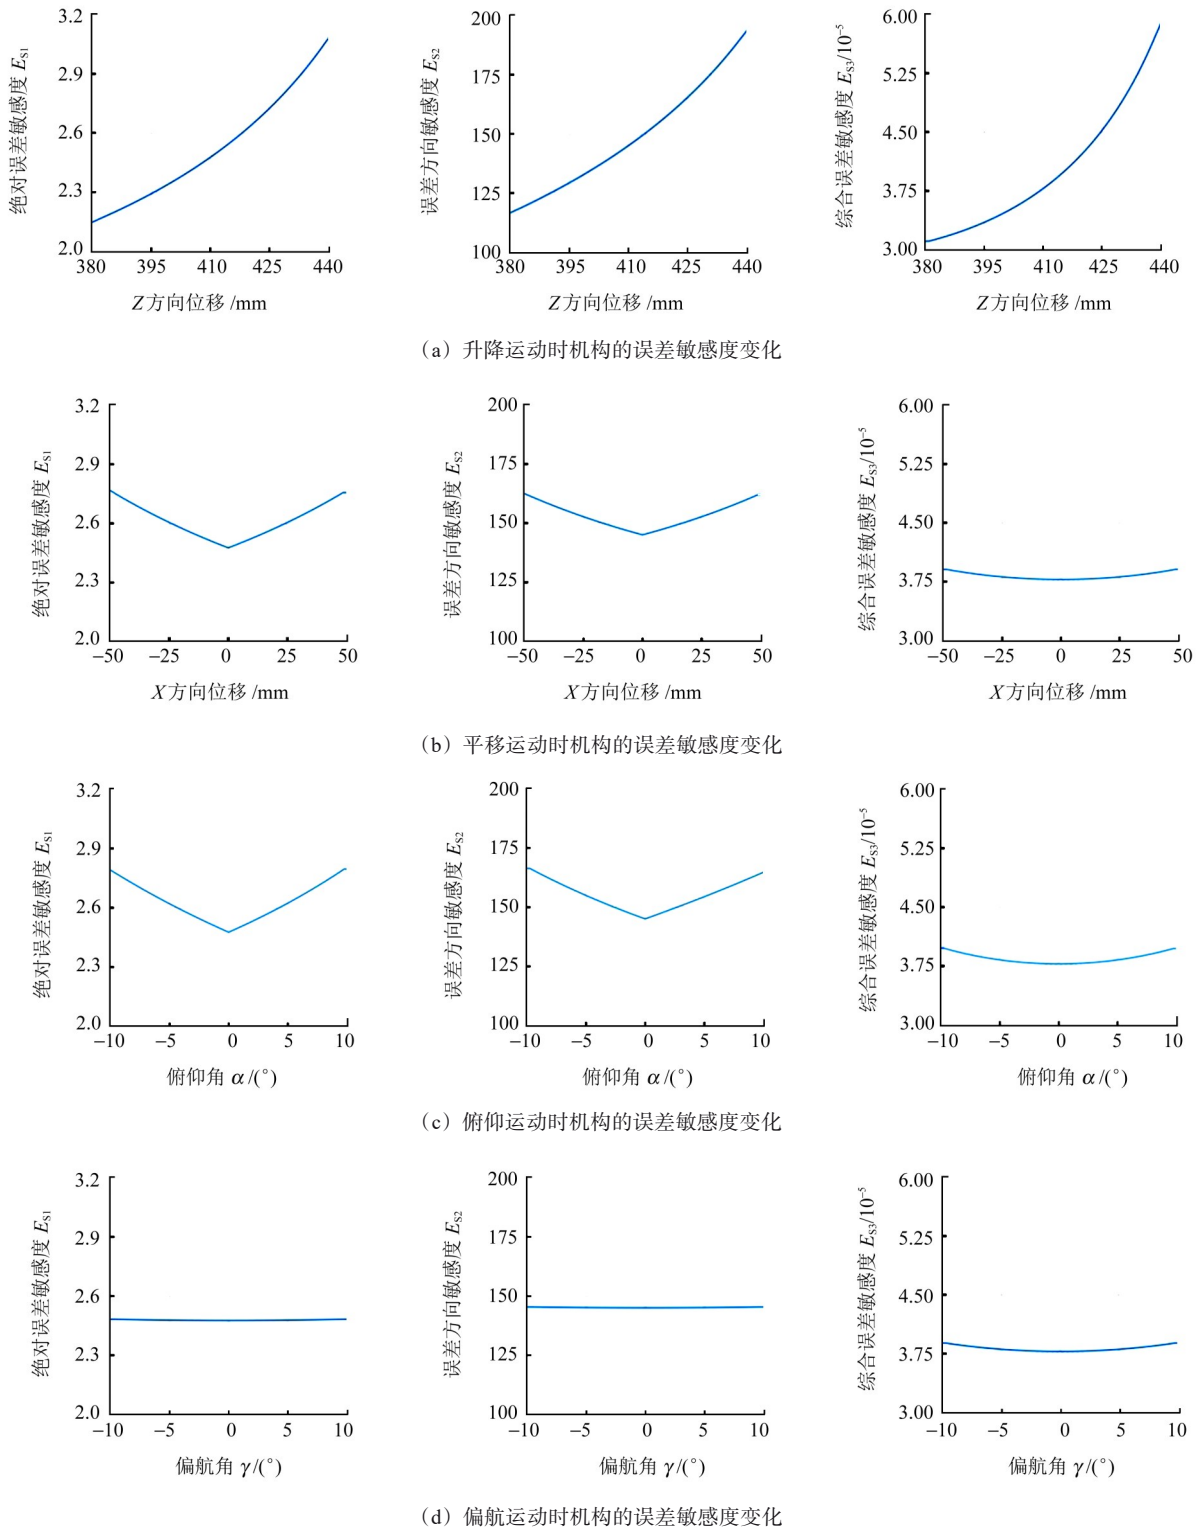 3.2
2.9
2.6
2.3
2.0
380 395 410 425 440
绝对误差敏感度 ES1
Z方向位移 /mm
200
175
150
125
100
380 395 410 425 440
误差方向敏感度 ES2
Z方向位移 /mm
6.00
5.25
4.50
3.75
3.00
380 395 410 425 440
综合误差敏感度 ES3/10⁻⁵
Z方向位移 /mm
（a）升降运动时机构的误差敏感度变化
3.2
2.9
2.6
2.3
2.0
−50 −25 0 25 50
绝对误差敏感度 ES1
X方向位移 /mm
200
175
150
125
100
−50 −25 0 25 50
误差方向敏感度 ES2
X方向位移 /mm
6.00
5.25
4.50
3.75
3.00
−50 −25 0 25 50
综合误差敏感度 ES3/10⁻⁵
X方向位移 /mm
（b）平移运动时机构的误差敏感度变化
3.2
2.9
2.6
2.3
2.0
−10 −5 0 5 10
绝对误差敏感度 ES1
俯仰角 α/(°)
200
175
150
125
100
−10 −5 0 5 10
误差方向敏感度 ES2
俯仰角 α/(°)
6.00
5.25
4.50
3.75
3.00
−10 −5 0 5 10
综合误差敏感度 ES3/10⁻⁵
俯仰角 α/(°)
（c）俯仰运动时机构的误差敏感度变化
3.2
2.9
2.6
2.3
2.0
−10 −5 0 5 10
绝对误差敏感度 ES1
偏航角 γ/(°)
200
175
150
125
100
−10 −5 0 5 10
误差方向敏感度 ES2
偏航角 γ/(°)
6.00
5.25
4.50
3.75
3.00
−10 −5 0 5 10
综合误差敏感度 ES3/10⁻⁵
偏航角 γ/(°)
（d）偏航运动时机构的误差敏感度变化